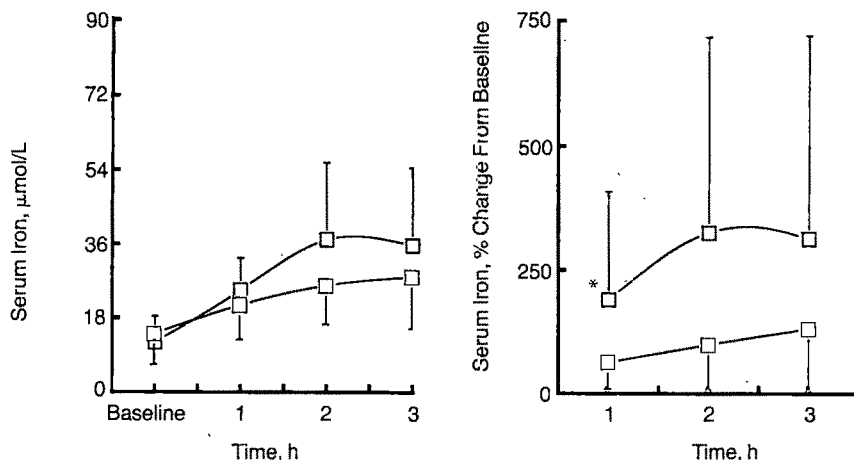 Serum Iron, μmol/L
90
72
54
36
18
0
Baseline 1 2 3
Time, h
Serum Iron, % Change From Baseline
750
500
250
0
*
1 2 3
Time, h